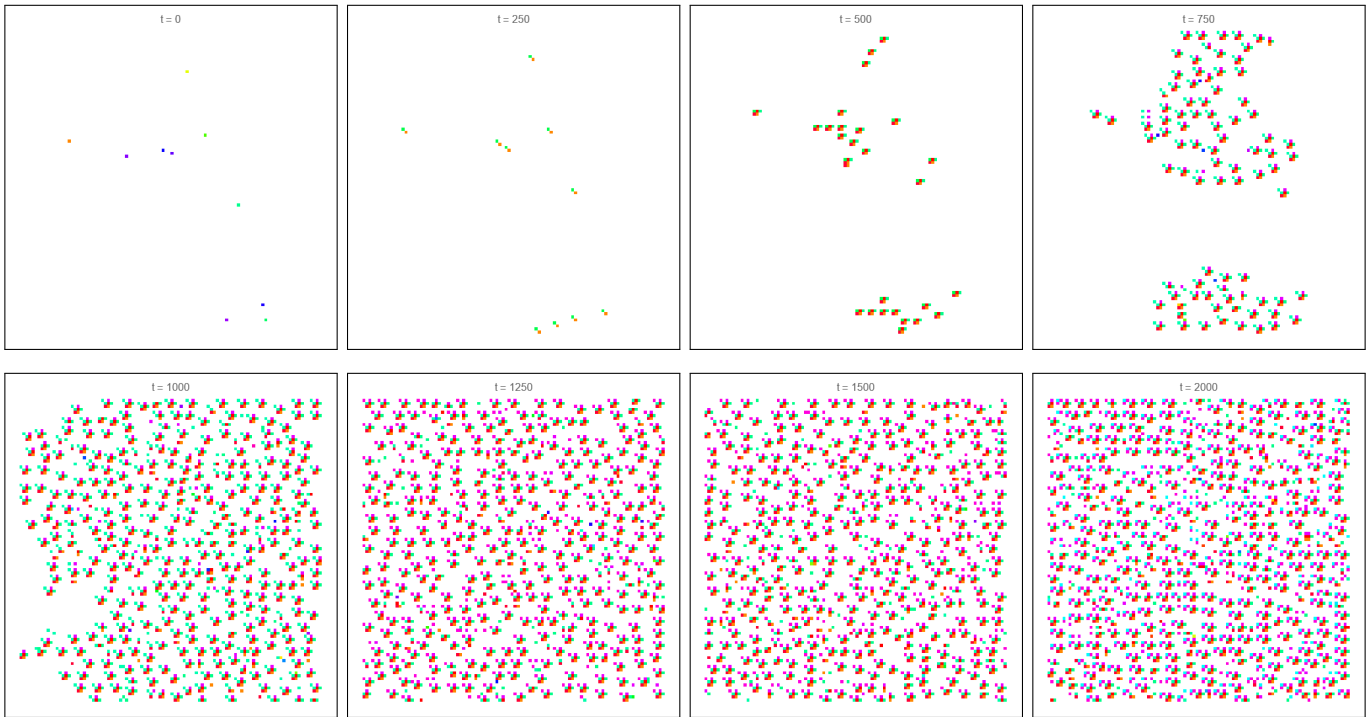 t = 0
t = 250
t = 500
t = 750
t = 1000
t = 1250
t = 1500
t = 2000